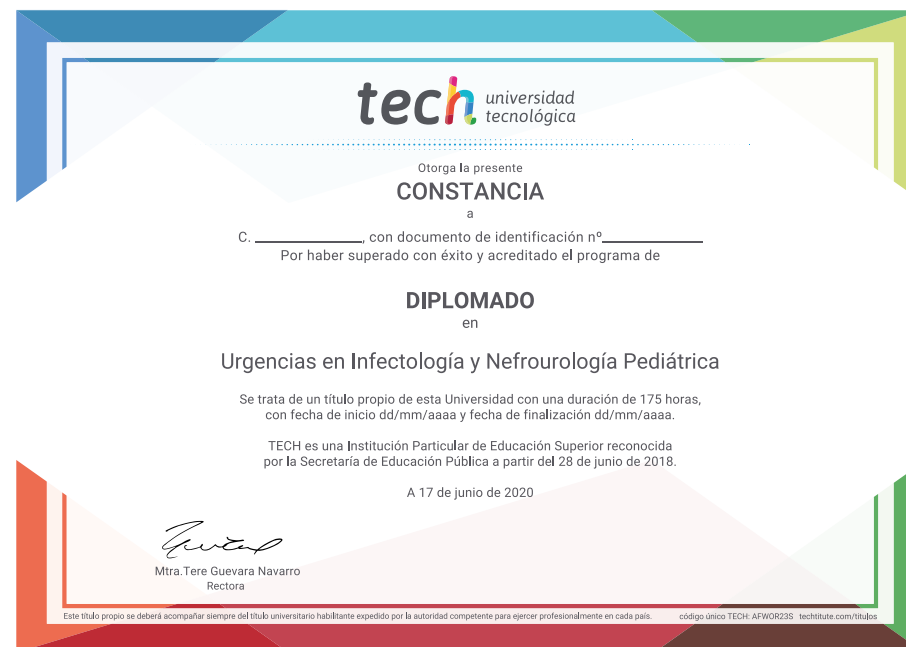 tech universidad
tecnológica
Otorga la presente
CONSTANCIA
a
C. ______________, con documento de identificación nº_____________
Por haber superado con éxito y acreditado el programa de
DIPLOMADO
en
Urgencias en Infectología y Nefrourología Pediátrica
Se trata de un título propio de esta Universidad con una duración de 175 horas,
con fecha de inicio dd/mm/aaaa y fecha de finalización dd/mm/aaaa.
TECH es una Institución Particular de Educación Superior reconocida
por la Secretaría de Educación Pública a partir del 28 de junio de 2018.
A 17 de junio de 2020
Mtra.Tere Guevara Navarro
Rectora
Este título propio se deberá acompañar siempre del título universitario habilitante expedido por la autoridad competente para ejercer profesionalmente en cada país. código único TECH: AFWOR23S techtitute.com/titulos